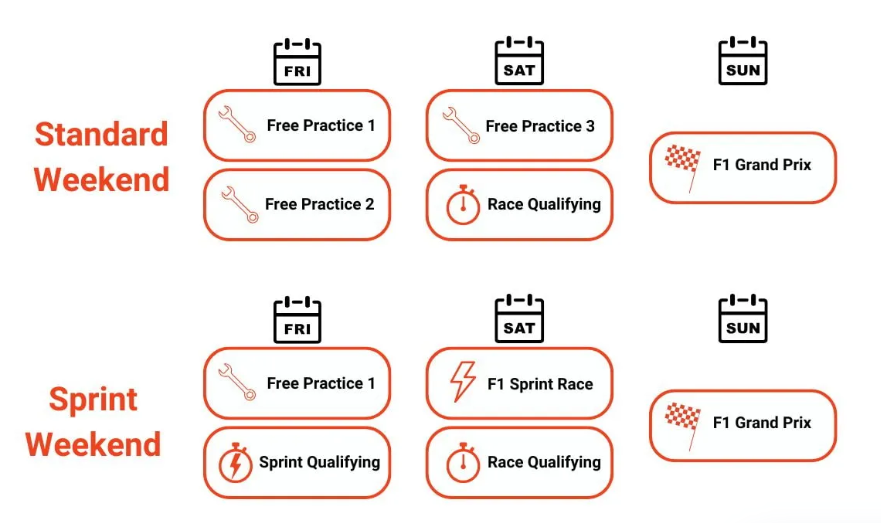 FRI
SAT
SUN
Standard
Weekend
Free Practice 1
Free Practice 3
F1 Grand Prix
Free Practice 2
Race Qualifying
FRI
SAT
SUN
Sprint
Weekend
Free Practice 1
F1 Sprint Race
F1 Grand Prix
Sprint Qualifying
Race Qualifying